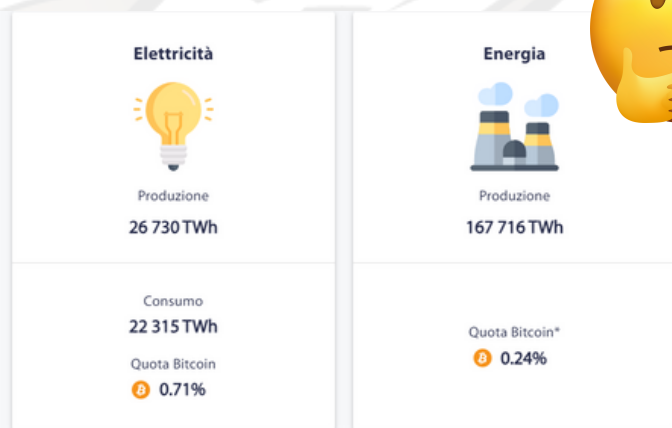 Elettricità
Produzione
26 730 TWh
Consumo
22 315 TWh
Quota Bitcoin
0.71%
Energia
Produzione
167 716 TWh
Quota Bitcoin*
0.24%